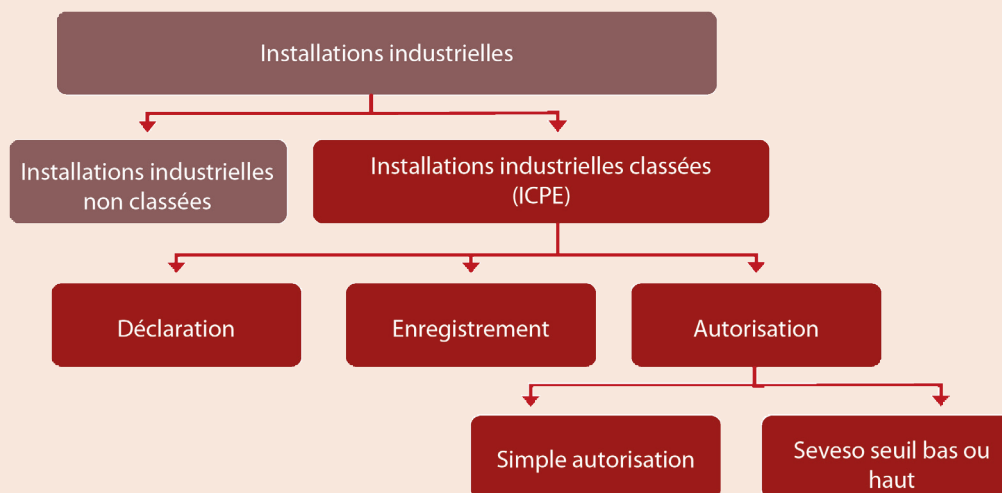 Installations industrielles
Installations industrielles
non classées
Installations industrielles classées
(ICPE)
Déclaration
Enregistrement
Autorisation
Simple autorisation
Seveso seuil bas ou
haut